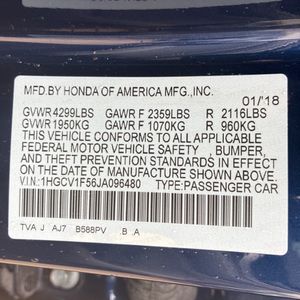 MFD.BY HONDA OF AMERICA MFG.,INC.
01/'18
GVWR 4299LBS GAWR F 2359LBS R 2116LBS
GVWR 1950KG GAWR F 1070KG R 960KG
THIS VEHICLE CONFORMS TO ALL APPLICABLE
FEDERAL MOTOR VEHICLE SAFETY , BUMPER,
AND THEFT PREVENTION STANDARDS IN EFFECT
ON THE DATE OF MANUFACTURE SHOWN ABOVE.
V.I.N:1HGCV1F56JA096480 TYPE:PASSENGER CAR
TVA J AJ7 B588PV B A